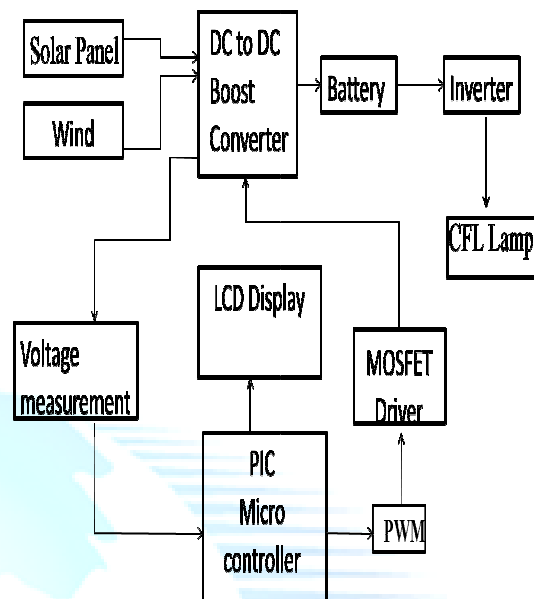 Solar Panel
Wind
DC to DC
Boost
Converter
Battery
Inverter
CFL Lamp
LCD Display
Voltage
measurement
MOSFET
Driver
PIC
Micro
controller
PWM